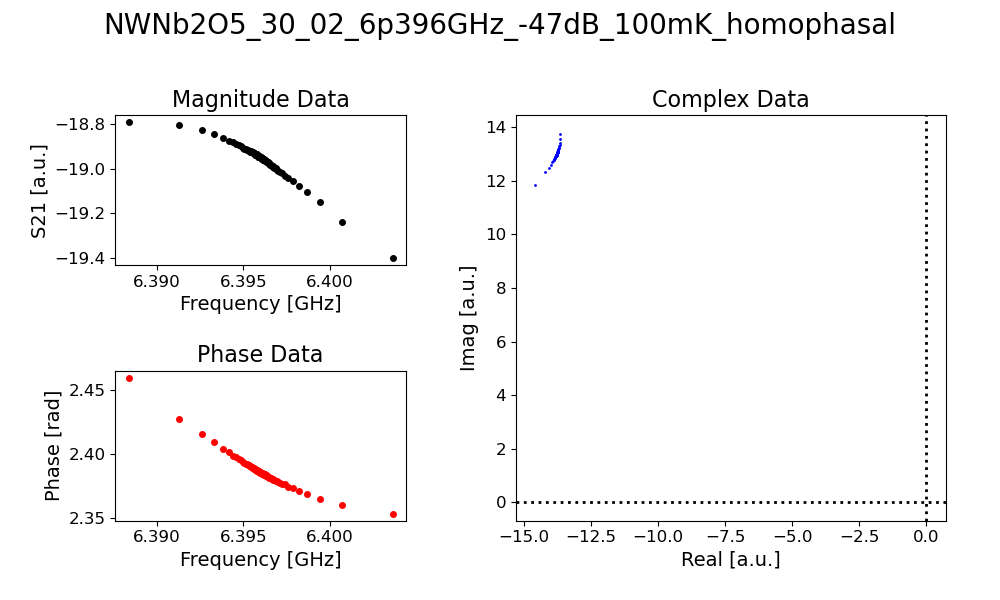 NWNb2O5_30_02_6p396GHz_-47dB_100mK_homophasal
Magnitude Data
S21 [a.u.]
−18.8
−19.0
−19.2
−19.4
6.390 6.395 6.400
Frequency [GHz]
Phase Data
Phase [rad]
2.45
2.40
2.35
6.390 6.395 6.400
Frequency [GHz]
Complex Data
Imag [a.u.]
14
12
10
8
6
4
2
0
−15.0 −12.5 −10.0 −7.5 −5.0 −2.5 0.0
Real [a.u.]